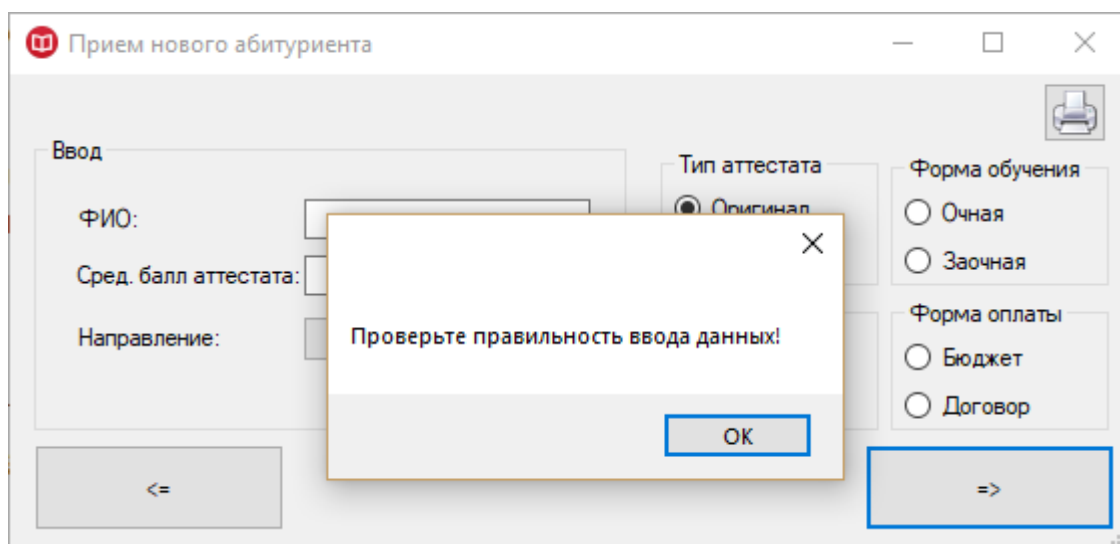 Прием нового абитуриента
Ввод
ФИО:
Сред. балл аттестата:
Направление:
Тип аттестата
Оригинал
Форма обучения
Очная
Заочная
Форма оплаты
Бюджет
Договор
Проверьте правильность ввода данных!
OK
<=
=>